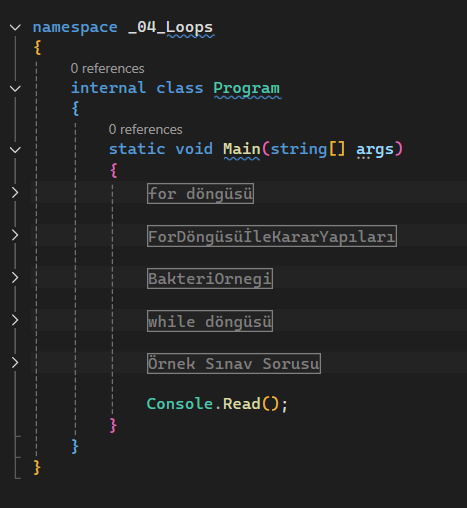 namespace _04_Loops
{
0 references
internal class Program
{
0 references
static void Main(string[] args)
{
for döngüsü
ForDöngüsüİleKararYapıları
BakteriOrnegi
while döngüsü
Örnek Sınav Sorusu
Console.Read();
}
}
}